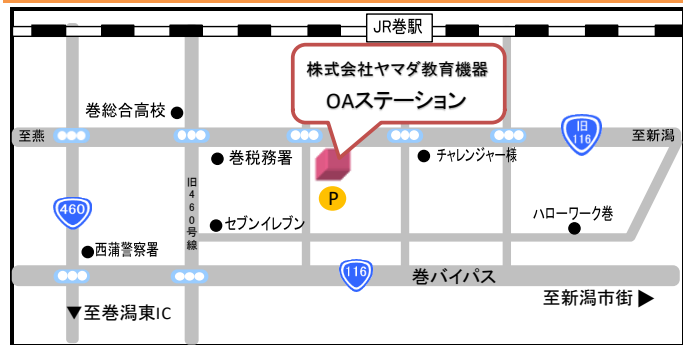 JR巻駅
株式会社ヤマダ教育機器
OAステーション
巻総合高校
至燕
旧
116
至新潟
巻税務署
チャレンジャー様
P
旧460号線
460
セブンイレブン
ハローワーク巻
西蒲警察署
116
巻バイパス
至新潟市街▶
▼至巻潟東IC